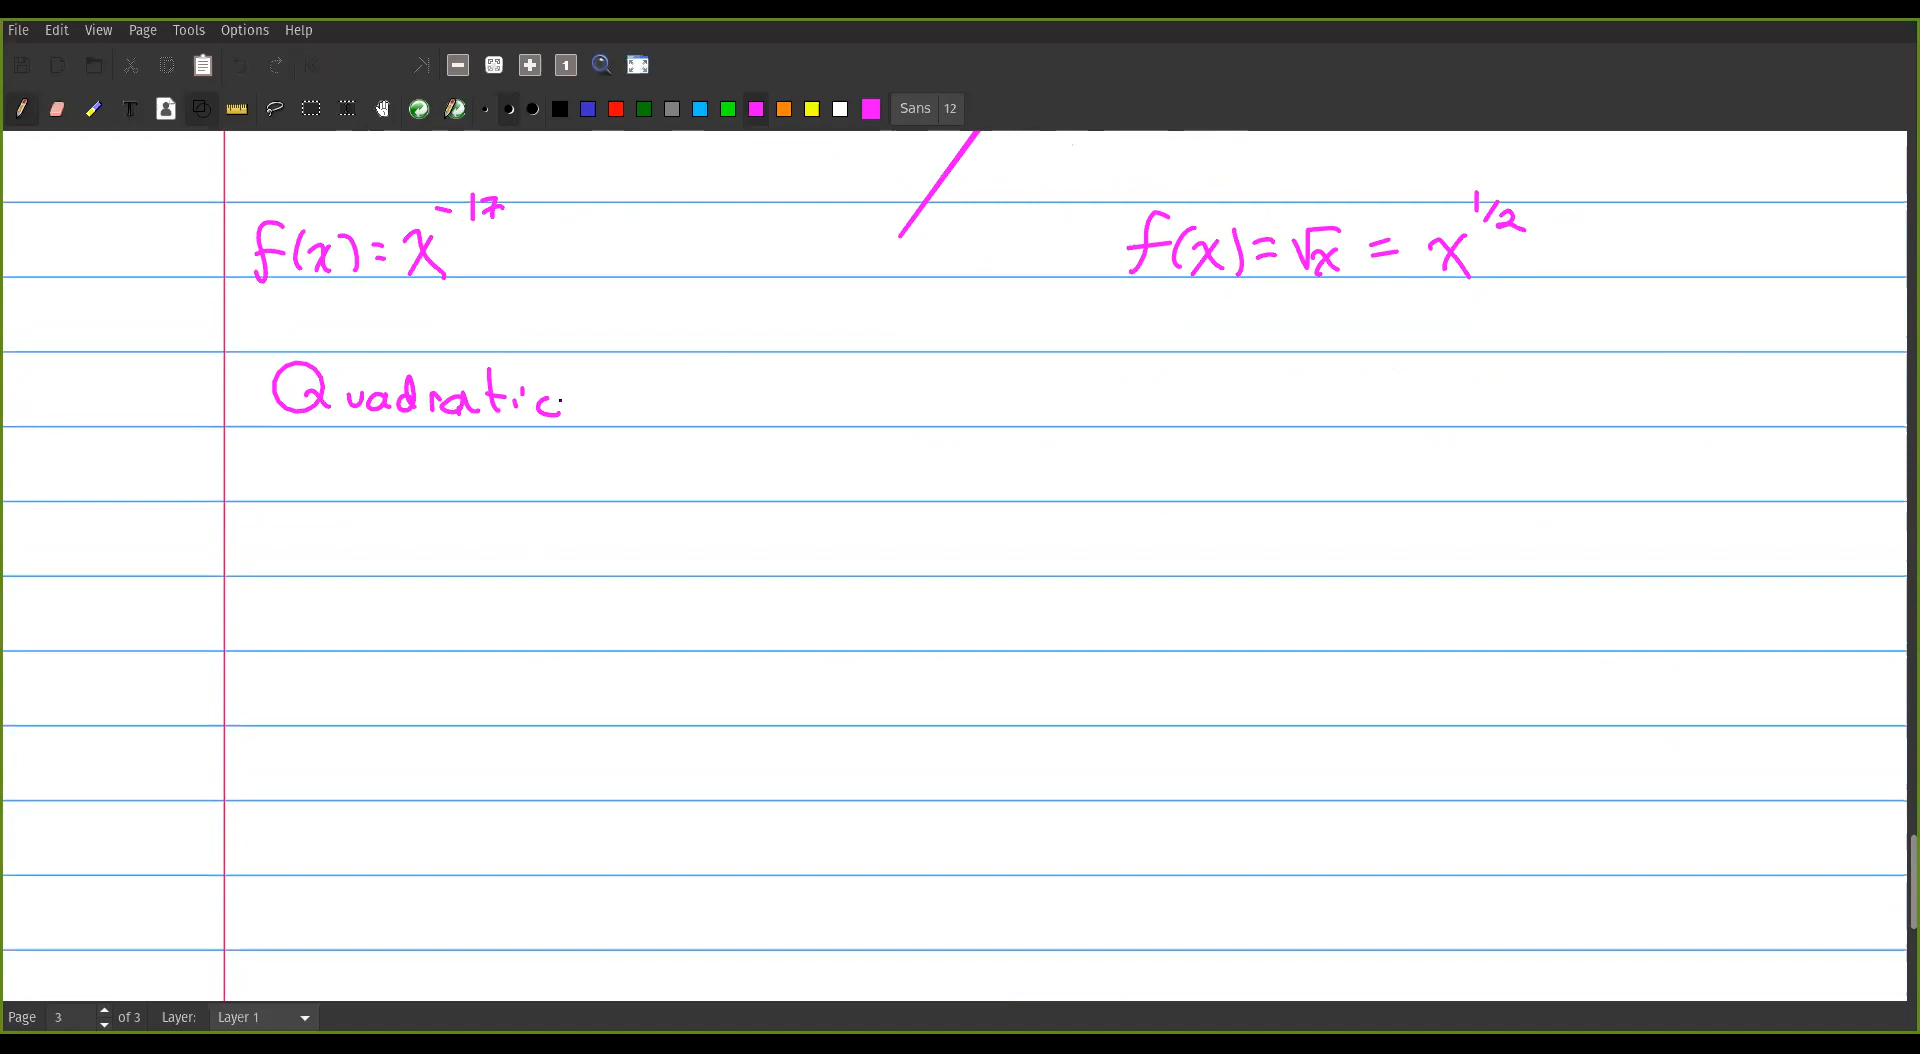 File Edit View Page Tools Options Help
1
T Sans 12
f(x) = x^{-17} f(x) = √x = x^{1/2}
Quadratic
Page 3 of 3 Layer: Layer 1